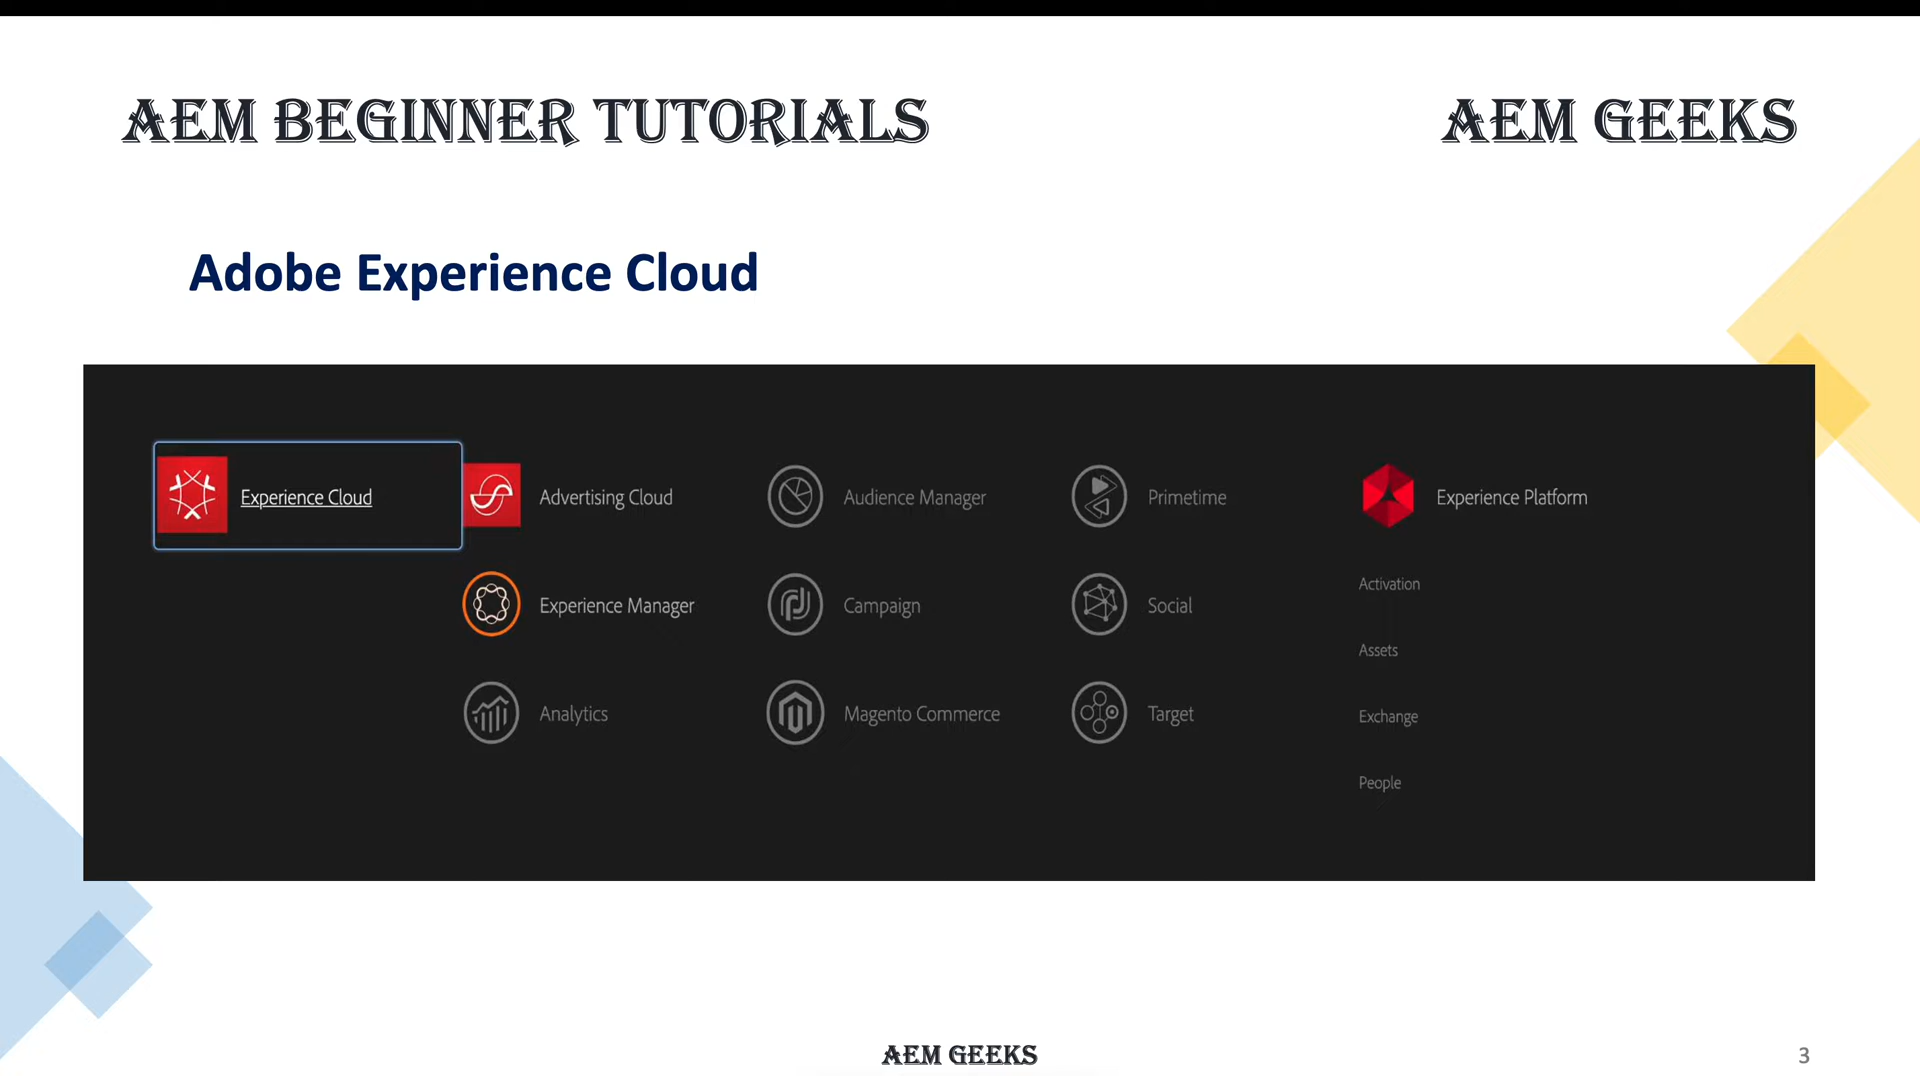 AEM BEGINNER TUTORIALS
AEM GEEKS
Adobe Experience Cloud
Experience Cloud
Advertising Cloud
Audience Manager
Primetime
Experience Platform
Experience Manager
Campaign
Social
Activation
Assets
Analytics
Magento Commerce
Target
Exchange
People
AEM GEEKS
3